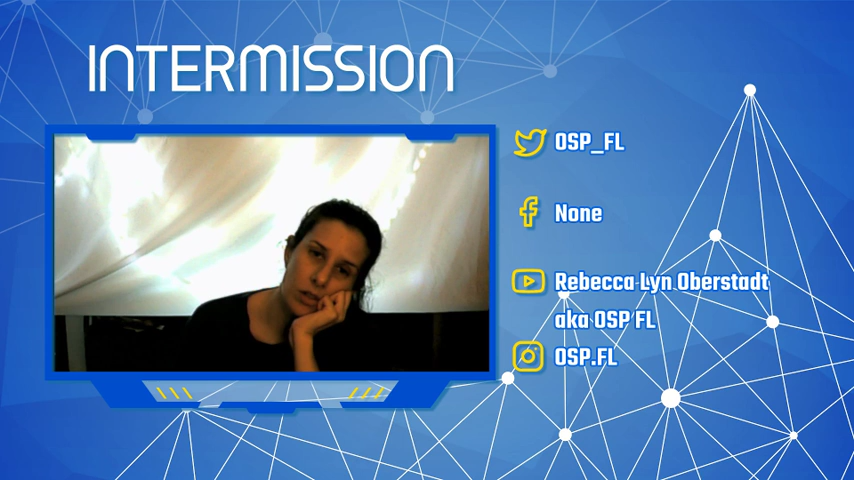 INTERMISSION
OSP_FL
None
Rebecca Lyn Oberstadt
aka OSP FL
OSP.FL